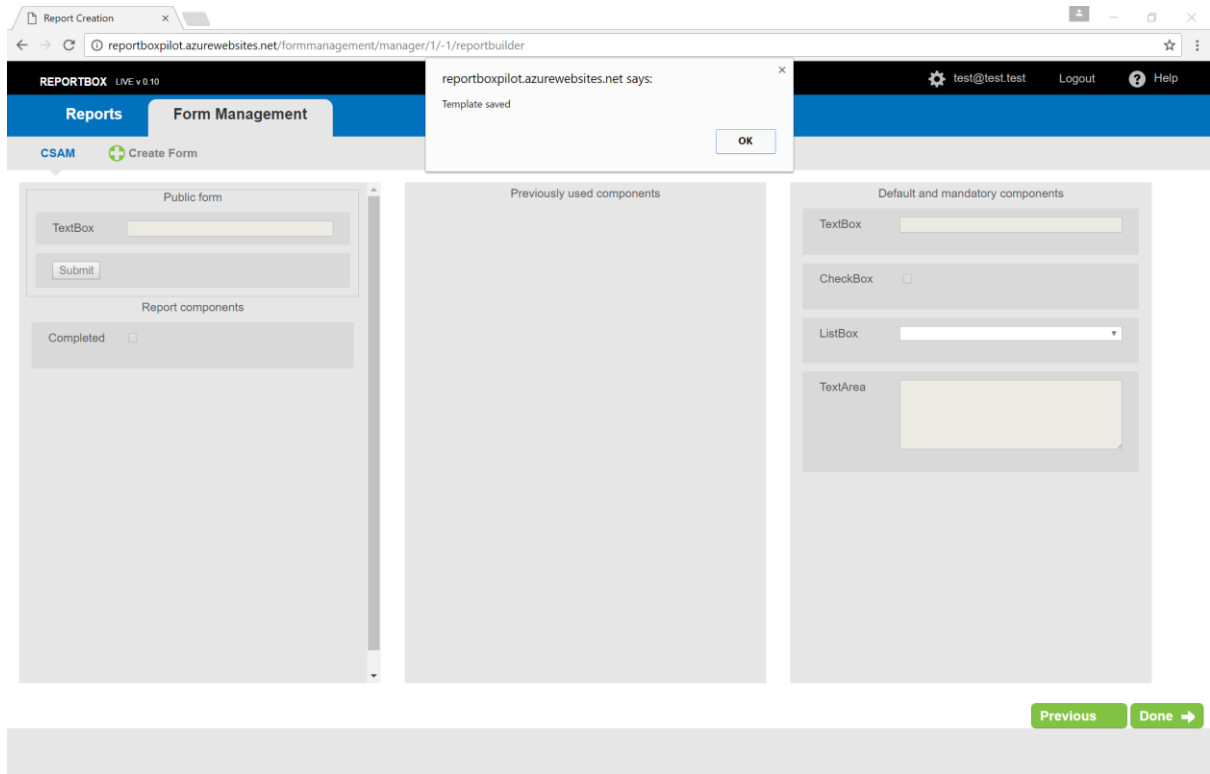 Report Creation
reportboxpilot.azurewebsites.net/formmanagement/manager/1/-1/reportbuilder
REPORTBOX LIVE v 0.10
test@test.test Logout Help
reportboxpilot.azurewebsites.net says:
Template saved
OK
Reports Form Management
CSAM Create Form
Public form
TextBox
Submit
Report components
Completed
Previously used components
Default and mandatory components
TextBox
CheckBox
ListBox
TextArea
Previous Done